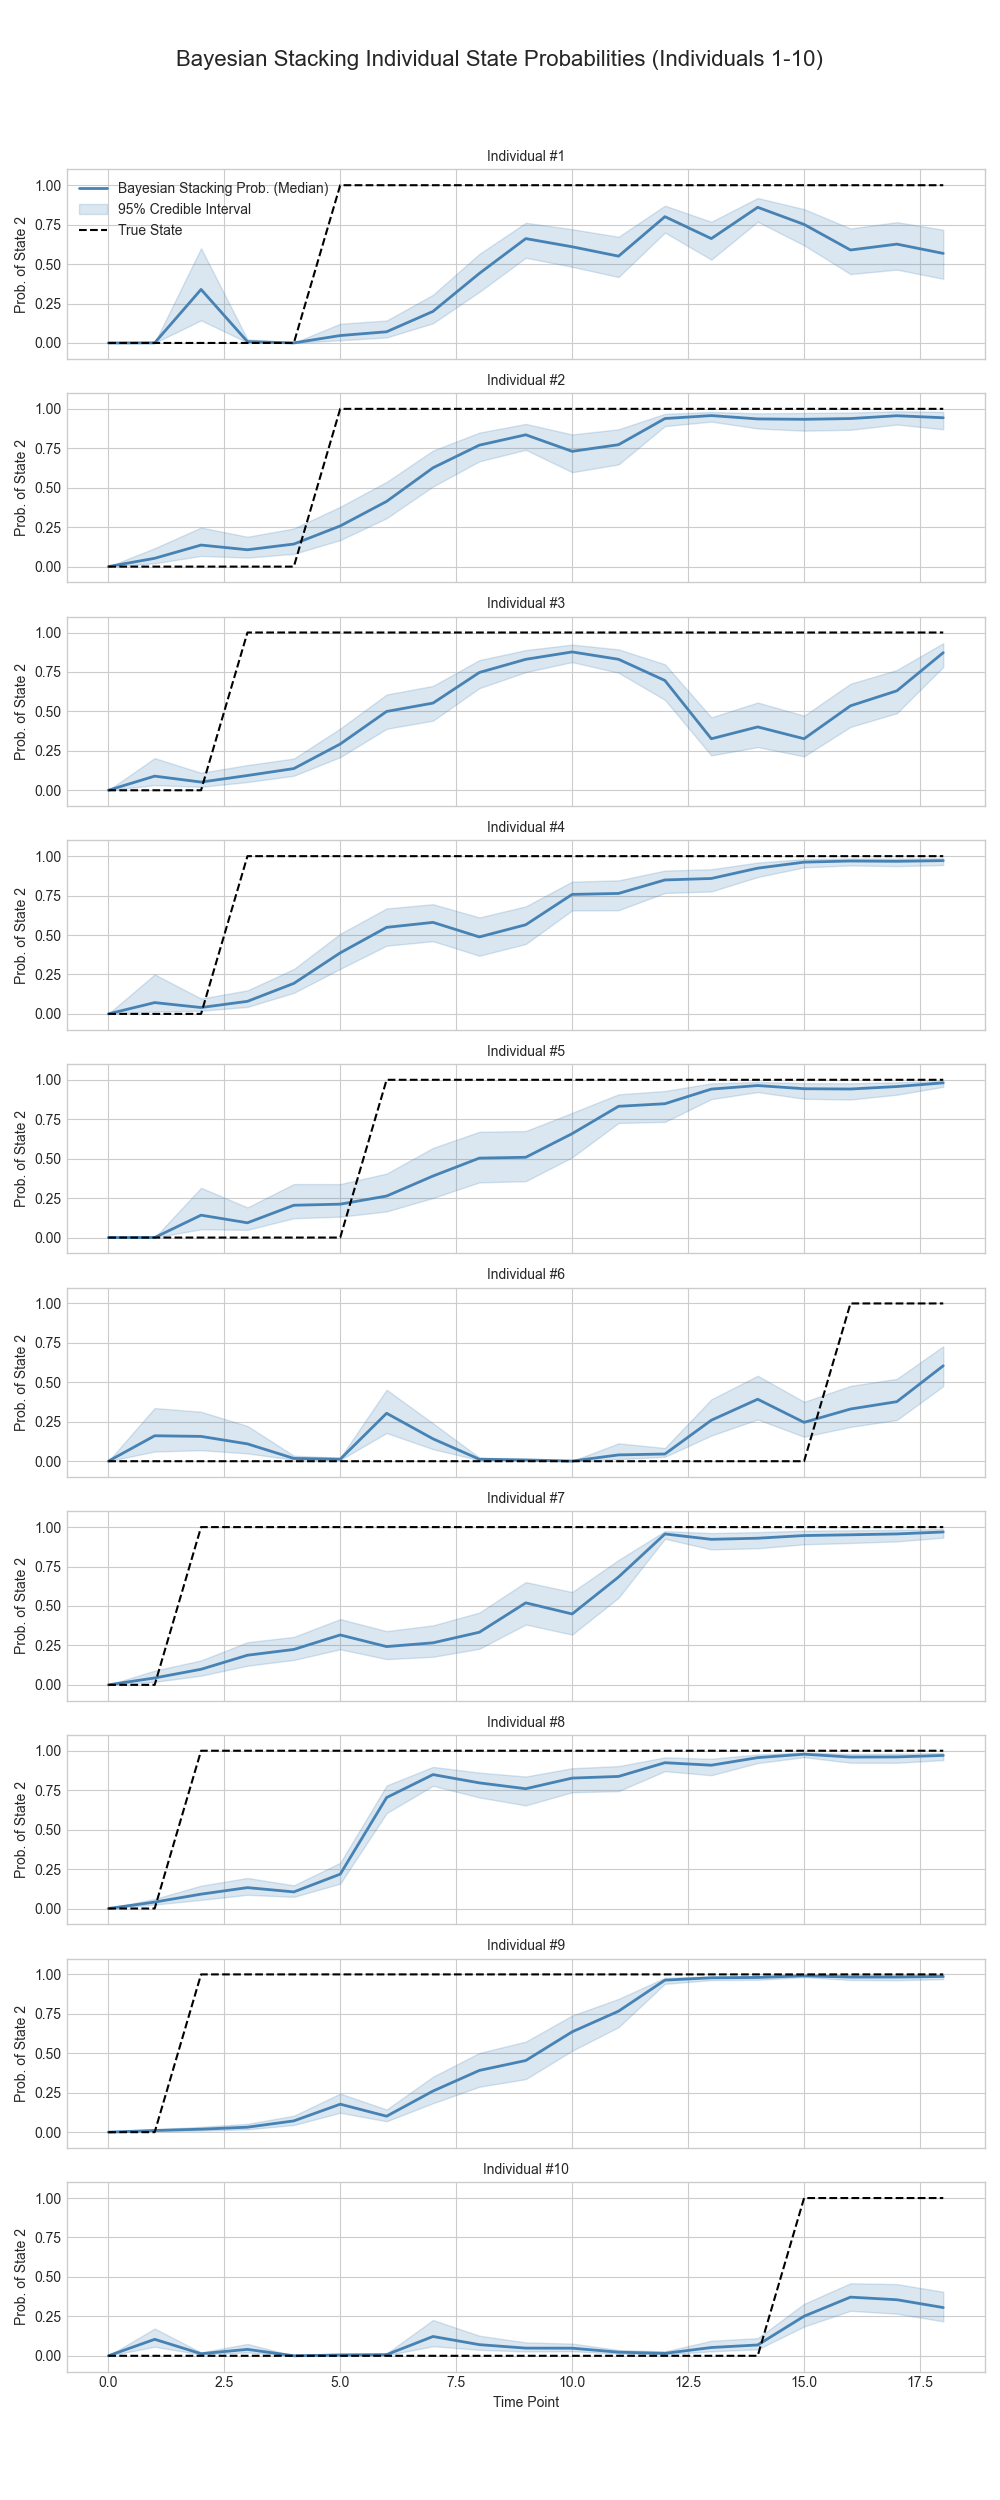 Bayesian Stacking Individual State Probabilities (Individuals 1-10)
Individual #1
Bayesian Stacking Prob. (Median)
95% Credible Interval
True State
Prob. of State 2
1.00
0.75
0.50
0.25
0.00
Individual #2
Prob. of State 2
1.00
0.75
0.50
0.25
0.00
Individual #3
Prob. of State 2
1.00
0.75
0.50
0.25
0.00
Individual #4
Prob. of State 2
1.00
0.75
0.50
0.25
0.00
Individual #5
Prob. of State 2
1.00
0.75
0.50
0.25
0.00
Individual #6
Prob. of State 2
1.00
0.75
0.50
0.25
0.00
Individual #7
Prob. of State 2
1.00
0.75
0.50
0.25
0.00
Individual #8
Prob. of State 2
1.00
0.75
0.50
0.25
0.00
Individual #9
Prob. of State 2
1.00
0.75
0.50
0.25
0.00
Individual #10
Prob. of State 2
1.00
0.75
0.50
0.25
0.00
0.0 2.5 5.0 7.5 10.0 12.5 15.0 17.5
Time Point